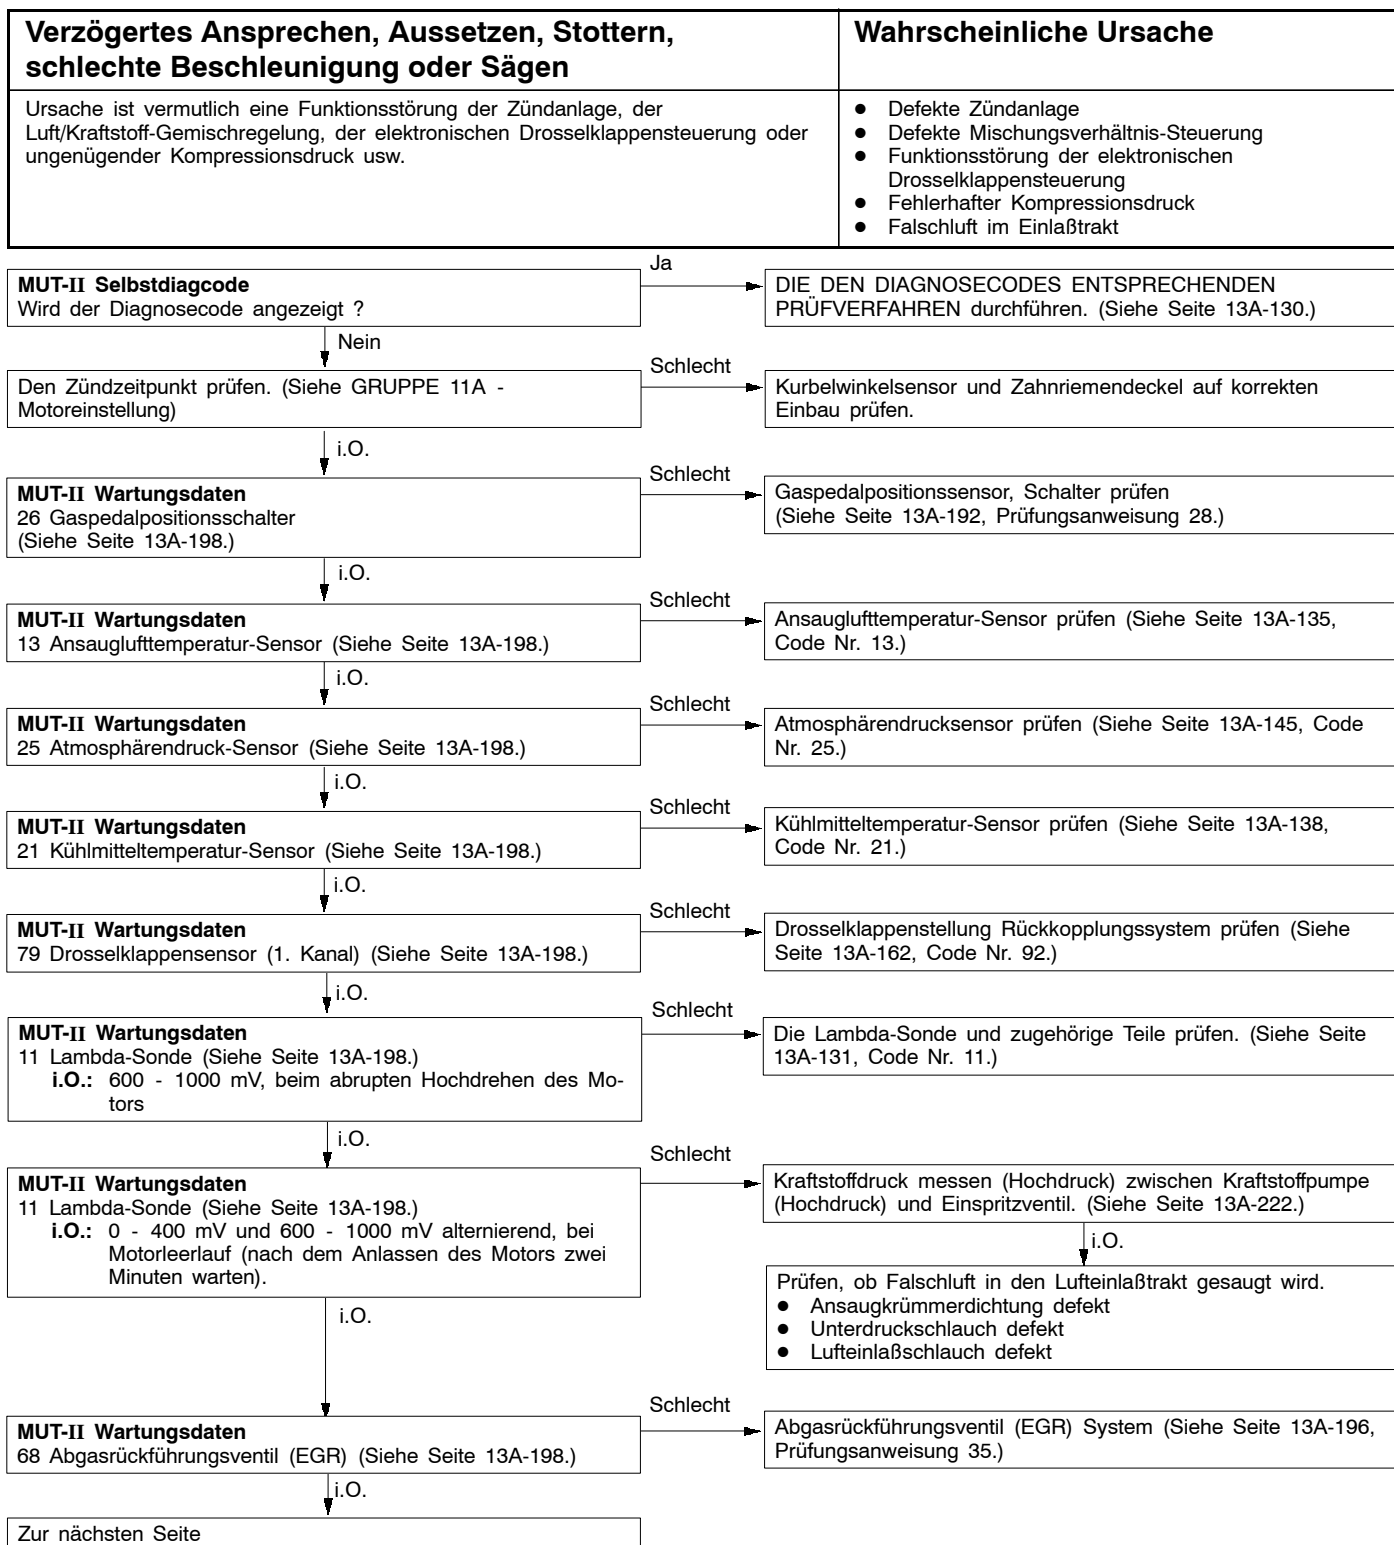 Verzögertes Ansprechen, Aussetzen, Stottern,
schlechte Beschleunigung oder Sägen
Wahrscheinliche Ursache
Ursache ist vermutlich eine Funktionsstörung der Zündanlage, der
Luft/Kraftstoff-Gemischregelung, der elektronischen Drosselklappensteuerung oder
ungenügender Kompressionsdruck usw.
● Defekte Zündanlage
● Defekte Mischungsverhältnis-Steuerung
● Funktionsstörung der elektronischen
Drosselklappensteuerung
● Fehlerhafter Kompressionsdruck
● Falschluft im Einlaßtrakt
MUT-II Selbstdiagcode
Wird der Diagnosecode angezeigt ?
Ja
DIE DEN DIAGNOSECODES ENTSPRECHENDEN
PRÜFVERFAHREN durchführen. (Siehe Seite 13A-130.)
Nein
Den Zündzeitpunkt prüfen. (Siehe GRUPPE 11A -
Motoreinstellung)
Schlecht
Kurbelwinkelsensor und Zahnriemendeckel auf korrekten
Einbau prüfen.
i.O.
MUT-II Wartungsdaten
26 Gaspedalpositionsschalter
(Siehe Seite 13A-198.)
Schlecht
Gaspedalpositionssensor, Schalter prüfen
(Siehe Seite 13A-192, Prüfungsanweisung 28.)
i.O.
MUT-II Wartungsdaten
13 Ansauglufttemperatur-Sensor (Siehe Seite 13A-198.)
Schlecht
Ansauglufttemperatur-Sensor prüfen (Siehe Seite 13A-135,
Code Nr. 13.)
i.O.
MUT-II Wartungsdaten
25 Atmosphärendruck-Sensor (Siehe Seite 13A-198.)
Schlecht
Atmosphärendrucksensor prüfen (Siehe Seite 13A-145, Code
Nr. 25.)
i.O.
MUT-II Wartungsdaten
21 Kühlmitteltemperatur-Sensor (Siehe Seite 13A-198.)
Schlecht
Kühlmitteltemperatur-Sensor prüfen (Siehe Seite 13A-138,
Code Nr. 21.)
i.O.
MUT-II Wartungsdaten
79 Drosselklappensensor (1. Kanal) (Siehe Seite 13A-198.)
Schlecht
Drosselklappenstellung Rückkopplungssystem prüfen (Siehe
Seite 13A-162, Code Nr. 92.)
i.O.
MUT-II Wartungsdaten
11 Lambda-Sonde (Siehe Seite 13A-198.)
i.O.: 600 - 1000 mV, beim abrupten Hochdrehen des Mo-
tors
Schlecht
Die Lambda-Sonde und zugehörige Teile prüfen. (Siehe Seite
13A-131, Code Nr. 11.)
i.O.
MUT-II Wartungsdaten
11 Lambda-Sonde (Siehe Seite 13A-198.)
i.O.: 0 - 400 mV und 600 - 1000 mV alternierend, bei
Motorleerlauf (nach dem Anlassen des Motors zwei
Minuten warten).
Schlecht
Kraftstoffdruck messen (Hochdruck) zwischen Kraftstoffpumpe
(Hochdruck) und Einspritzventil. (Siehe Seite 13A-222.)
i.O.
Prüfen, ob Falschluft in den Lufteinlaßtrakt gesaugt wird.
● Ansaugkrümmerdichtung defekt
● Unterdruckschlauch defekt
● Lufteinlaßschlauch defekt
i.O.
MUT-II Wartungsdaten
68 Abgasrückführungsventil (EGR) (Siehe Seite 13A-198.)
Schlecht
Abgasrückführungsventil (EGR) System (Siehe Seite 13A-196,
Prüfungsanweisung 35.)
i.O.
Zur nächsten Seite